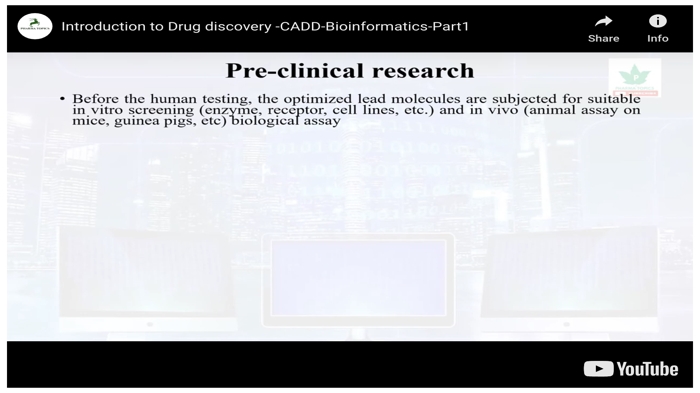 Introduction to Drug discovery -CADD-Bioinformatics-Part1
Share
Info
Pre-clinical research
• Before the human testing, the optimized lead molecules are subjected for suitable
in vitro screening (enzyme, receptor, cell lines, etc.) and in vivo (animal assay on
mice, guinea pigs, etc) biological assay
YouTube